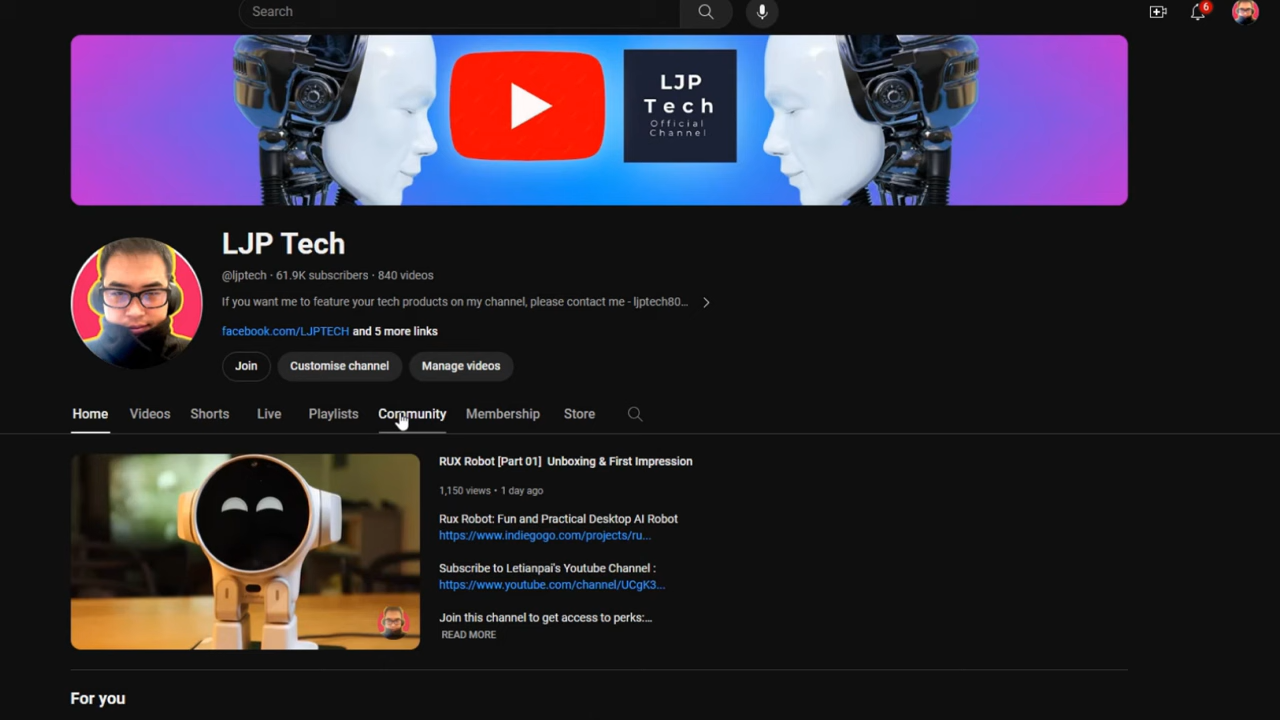 Search
6
LJP
Tech
Official
Channel
LJP Tech
@ljptech · 61.9K subscribers · 840 videos
If you want me to feature your tech products on my channel, please contact me - ljptech80...
facebook.com/LJPTECH and 5 more links
Join Customise channel Manage videos
Home Videos Shorts Live Playlists Community Membership Store
RUX Robot [Part 01] Unboxing & First Impression
1,150 views • 1 day ago
Rux Robot: Fun and Practical Desktop AI Robot
https://www.indiegogo.com/projects/ru...
Subscribe to Letianpai's Youtube Channel :
https://www.youtube.com/channel/UCgK3...
Join this channel to get access to perks:...
READ MORE
For you